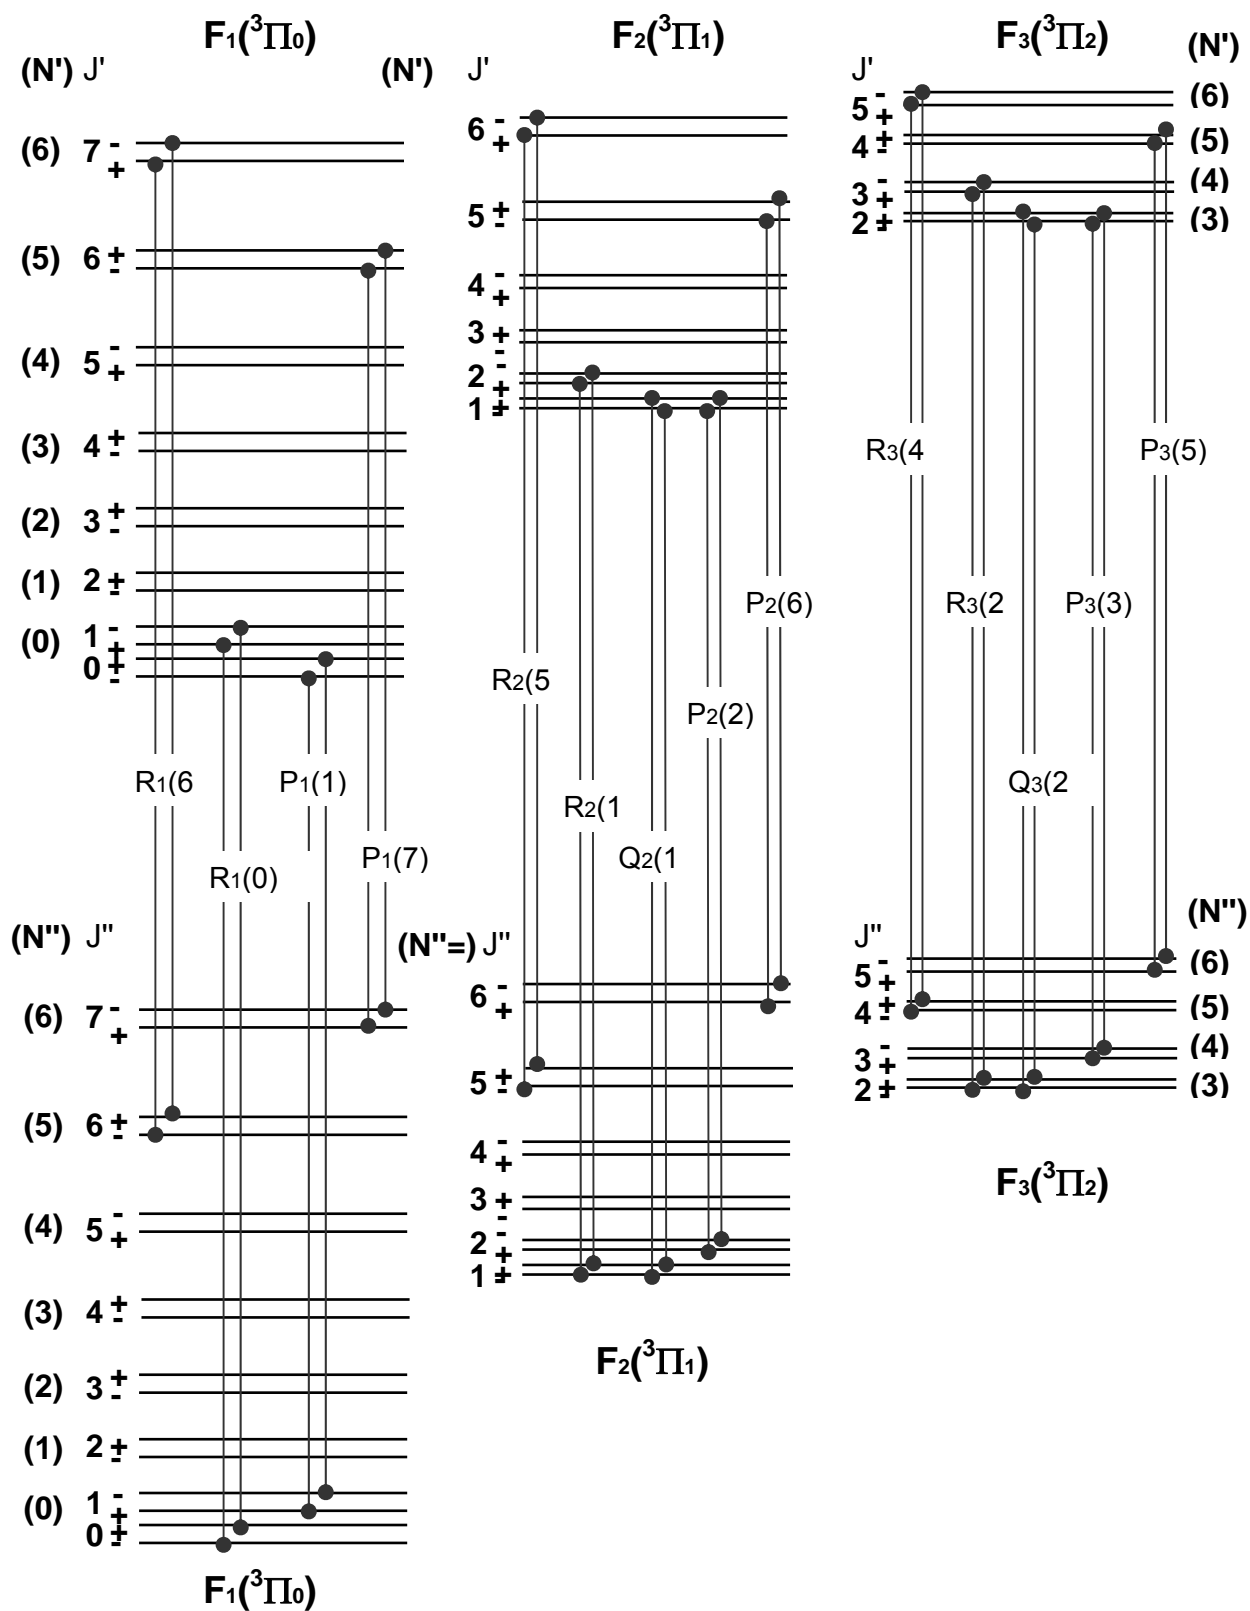 F1(3Π0)
F2(3Π1)
F3(3Π2)
(N') J'
(N') J'
J' (N')
(6) 7 - +
(5) 6 + -
(4) 5 - +
(3) 4 + -
(2) 3 + -
(1) 2 + -
(0) 1 - +
0 + -
6 - +
5 + -
4 - +
3 + -
2 - +
1 + -
5 - + (6)
4 + - (5)
3 - + (4)
2 + - (3)
R1(6
R1(0)
P1(1)
P1(7)
R2(5
R2(1
Q2(1
P2(2)
P2(6)
R3(4
R3(2
Q3(2
P3(3)
P3(5)
(N'') J''
(N''=) J''
J'' (N'')
(6) 7 - +
(5) 6 + -
(4) 5 - +
(3) 4 + -
(2) 3 + -
(1) 2 + -
(0) 1 - +
0 + -
F1(3Π0)
6 - +
5 + -
4 - +
3 + -
2 - +
1 + -
F2(3Π1)
5 - + (6)
4 + - (5)
3 - + (4)
2 + - (3)
F3(3Π2)